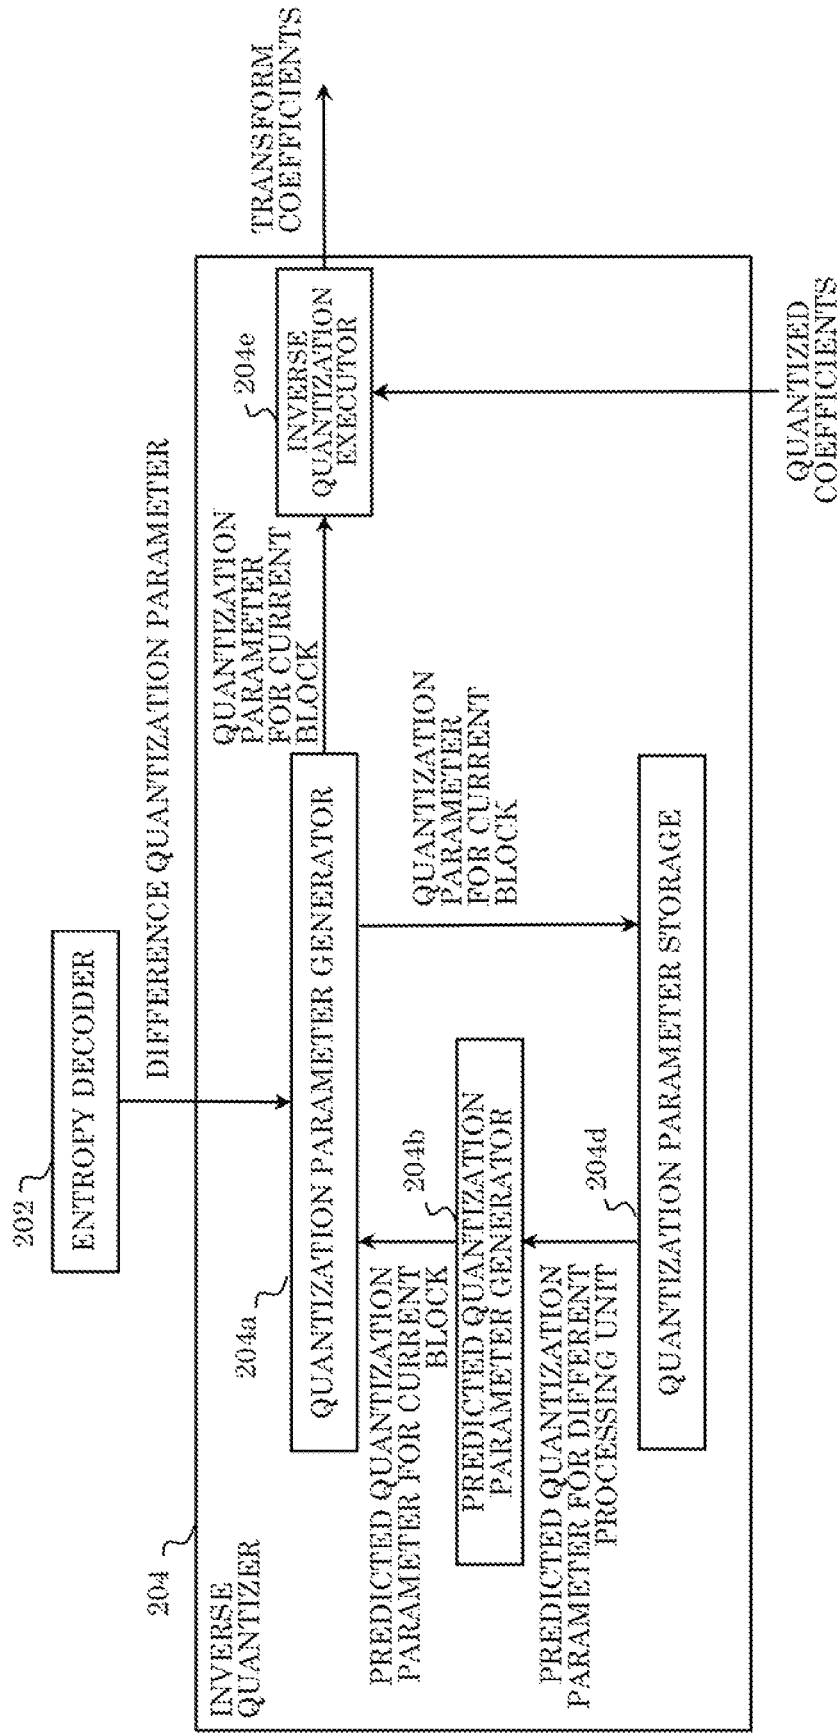 202
ENTROPY DECODER
DIFFERENCE QUANTIZATION PARAMETER
204
INVERSE
QUANTIZER
204a
QUANTIZATION PARAMETER GENERATOR
QUANTIZATION
PARAMETER
FOR CURRENT
BLOCK
204e
INVERSE
QUANTIZATION
EXECUTOR
TRANSFORM
COEFFICIENTS
PREDICTED QUANTIZATION
PARAMETER FOR CURRENT
BLOCK
204b
PREDICTED QUANTIZATION
PARAMETER GENERATOR
QUANTIZATION
PARAMETER
FOR CURRENT
BLOCK
PREDICTED QUANTIZATION
PARAMETER FOR DIFFERENT
PROCESSING UNIT
204d
QUANTIZATION PARAMETER STORAGE
QUANTIZED
COEFFICIENTS